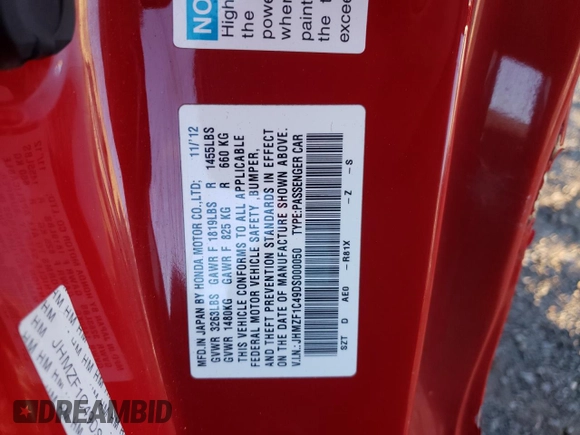 NO
High
the
powe
when
paint
the t
excee
MFD.IN JAPAN BY HONDA MOTOR CO.,LTD; 11/'12
GVWR 3263LBS GAWR F 1819LBS R 1455LBS
GVWR 1480KG GAWR F 825 KG R 660 KG
THIS VEHICLE CONFORMS TO ALL APPLICABLE
FEDERAL MOTOR VEHICLE SAFETY ,BUMPER,
AND THEFT PREVENTION STANDARDS IN EFFECT
ON THE DATE OF MANUFACTURE SHOWN ABOVE.
V.I.N.: JHMZF1C49DS000050 TYPE:PASSENGER CAR
SZT D AE0 -R81X -Z -S
DREAMBID